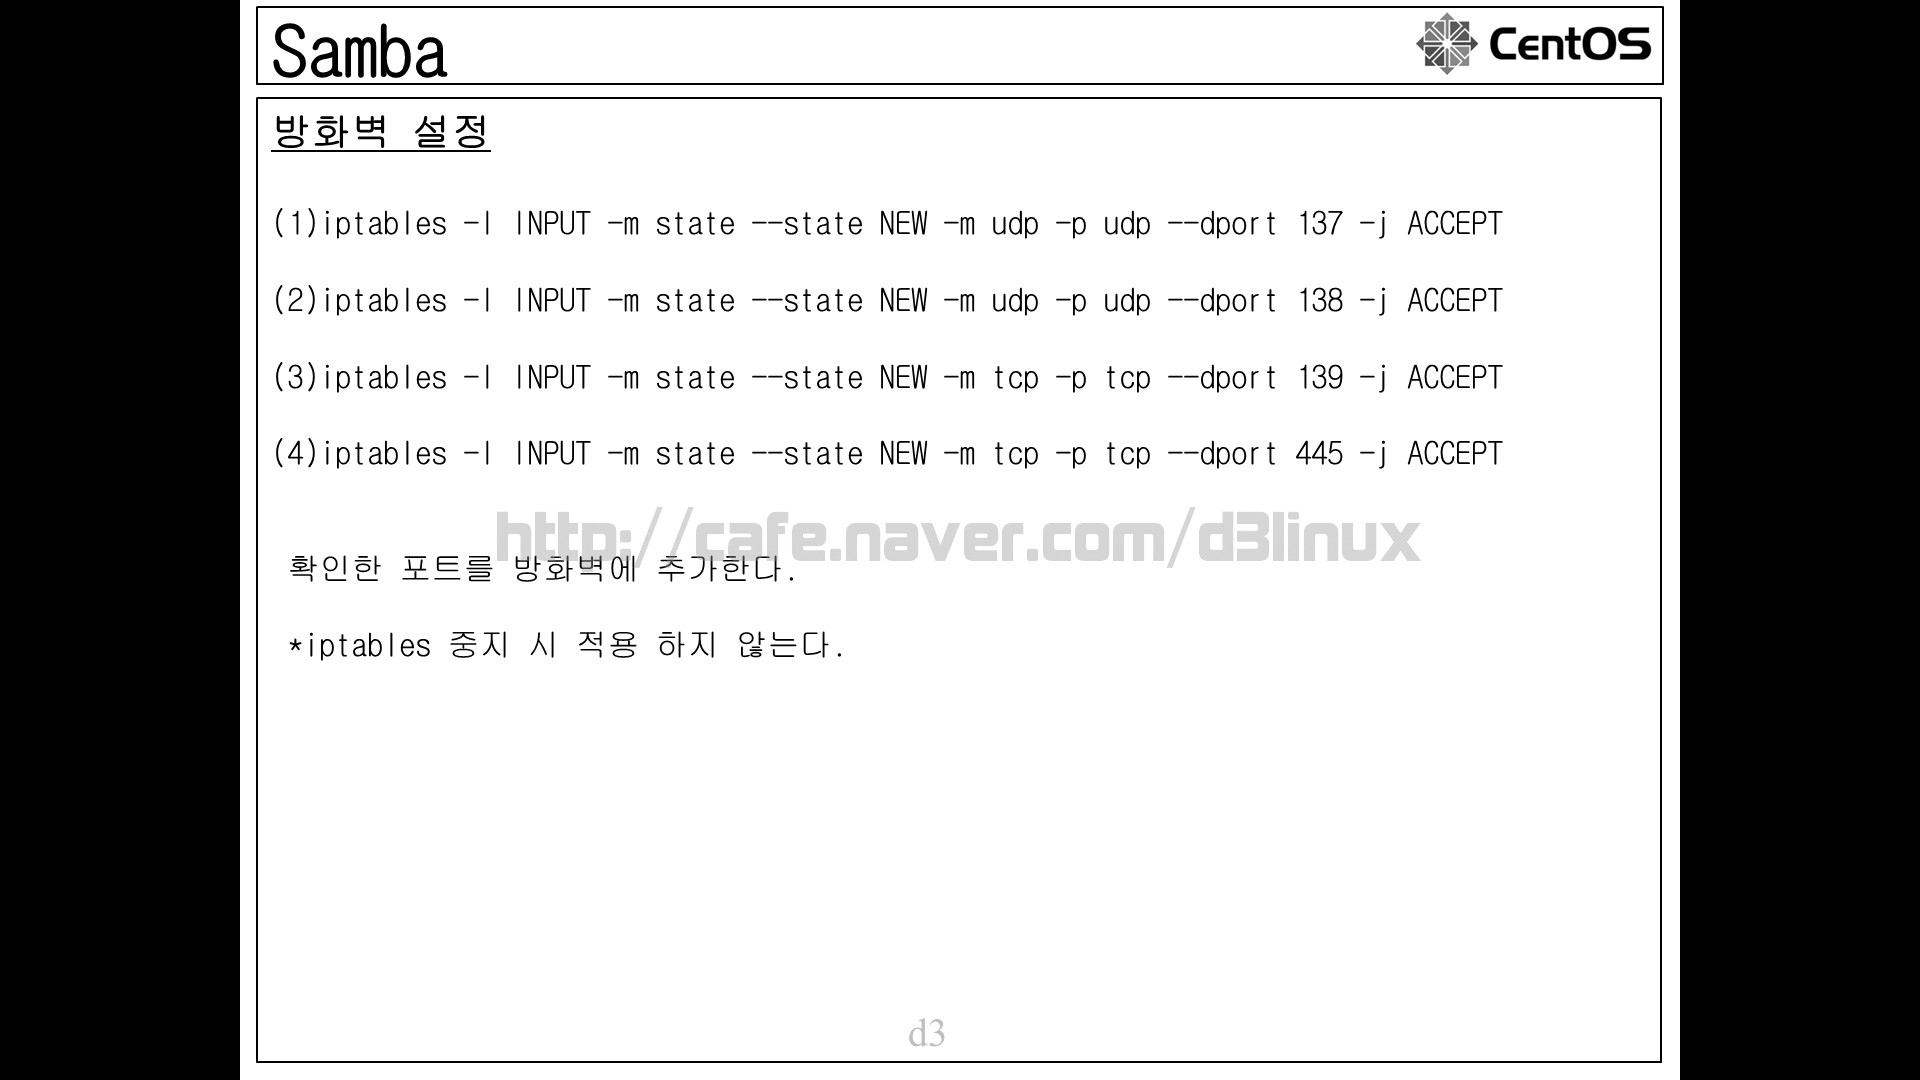 Samba
CentOS
방화벽 설정
(1)iptables -I INPUT -m state --state NEW -m udp -p udp --dport 137 -j ACCEPT
(2)iptables -I INPUT -m state --state NEW -m udp -p udp --dport 138 -j ACCEPT
(3)iptables -I INPUT -m state --state NEW -m tcp -p tcp --dport 139 -j ACCEPT
(4)iptables -I INPUT -m state --state NEW -m tcp -p tcp --dport 445 -j ACCEPT
http://cafe.naver.com/d3linux
확인한 포트를 방화벽에 추가한다.
*iptables 중지 시 적용 하지 않는다.
d3